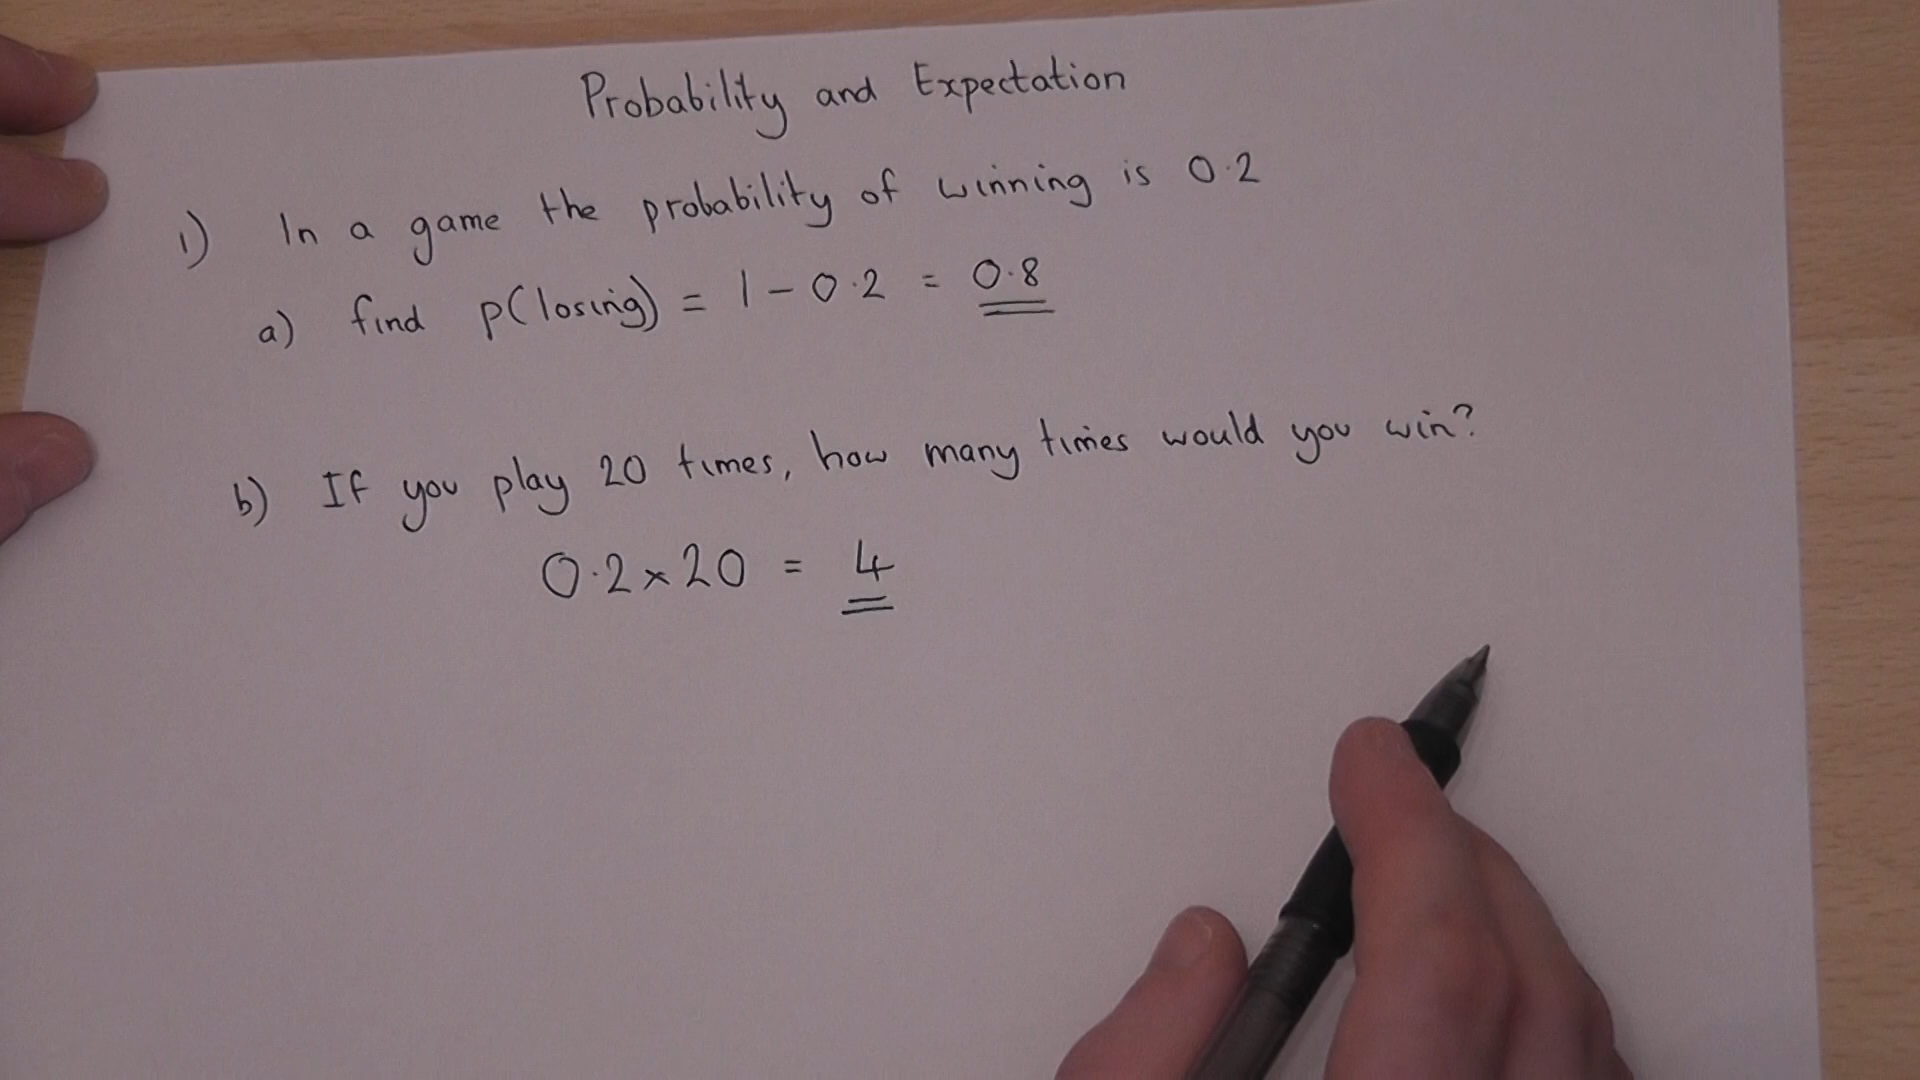 Probability and Expectation
1) In a game the probability of winning is 0.2
a) find p(losing) = 1 - 0.2 = 0.8
b) If you play 20 times, how many times would you win?
0.2 × 20 = 4